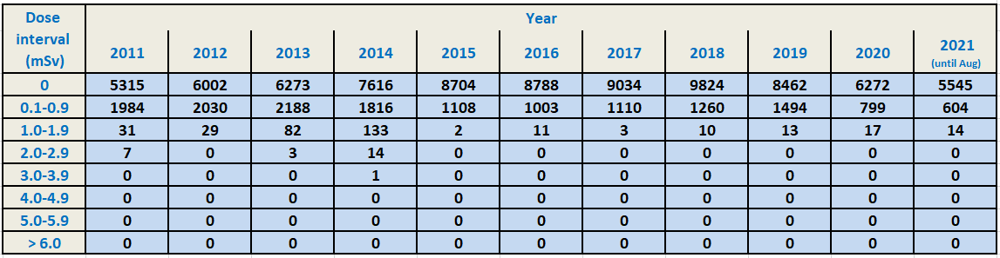 Dose interval (mSv) Year
2011 2012 2013 2014 2015 2016 2017 2018 2019 2020 2021 (until Aug)
0 5315 6002 6273 7616 8704 8788 9034 9824 8462 6272 5545
0.1-0.9 1984 2030 2188 1816 1108 1003 1110 1260 1494 799 604
1.0-1.9 31 29 82 133 2 11 3 10 13 17 14
2.0-2.9 7 0 3 14 0 0 0 0 0 0 0
3.0-3.9 0 0 0 1 0 0 0 0 0 0 0
4.0-4.9 0 0 0 0 0 0 0 0 0 0 0
5.0-5.9 0 0 0 0 0 0 0 0 0 0 0
> 6.0 0 0 0 0 0 0 0 0 0 0 0